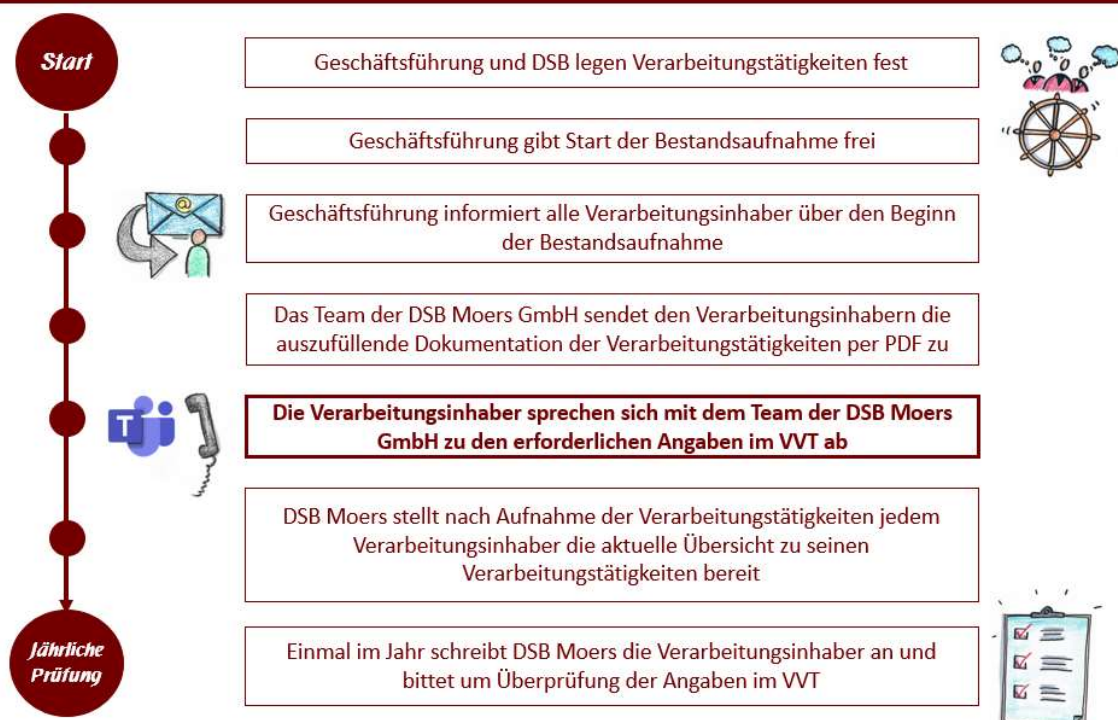 Start
Geschäftsführung und DSB legen Verarbeitungstätigkeiten fest
Geschäftsführung gibt Start der Bestandsaufnahme frei
@
Geschäftsführung informiert alle Verarbeitungsinhaber über den Beginn
der Bestandsaufnahme
Das Team der DSB Moers GmbH sendet den Verarbeitungsinhabern die
auszufüllende Dokumentation der Verarbeitungstätigkeiten per PDF zu
T
Die Verarbeitungsinhaber sprechen sich mit dem Team der DSB Moers
GmbH zu den erforderlichen Angaben im VVT ab
DSB Moers stellt nach Aufnahme der Verarbeitungstätigkeiten jedem
Verarbeitungsinhaber die aktuelle Übersicht zu seinen
Verarbeitungstätigkeiten bereit
Jährliche
Prüfung
Einmal im Jahr schreibt DSB Moers die Verarbeitungsinhaber an und
bittet um Überprüfung der Angaben im VVT